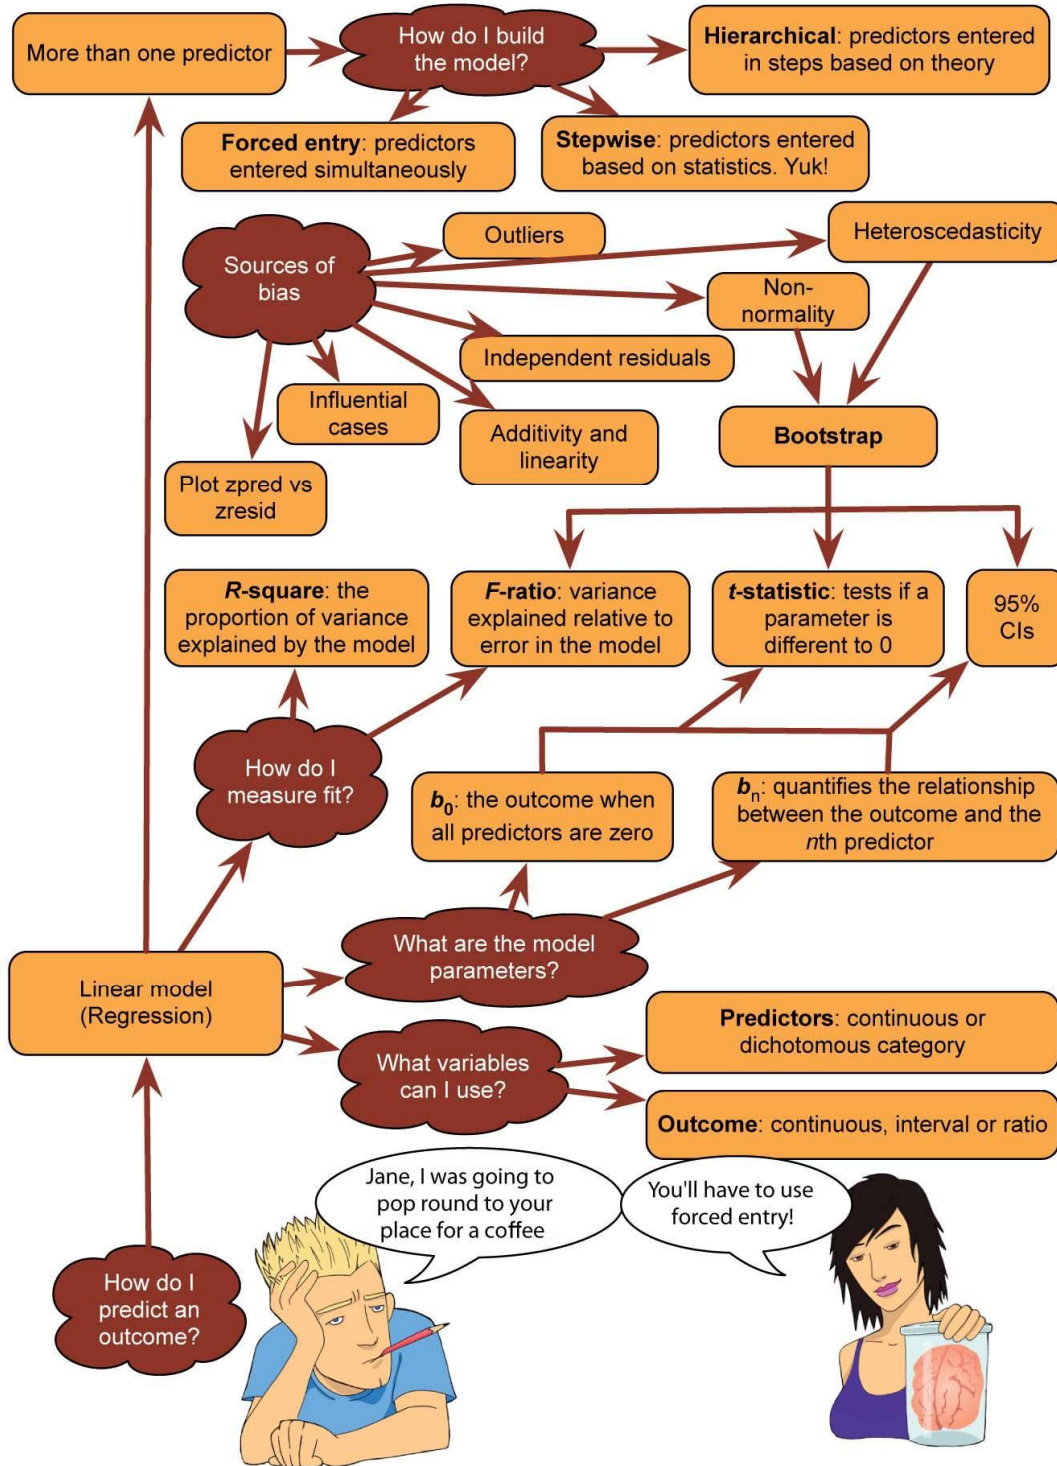 More than one predictor
How do I build
the model?
Hierarchical: predictors entered
in steps based on theory
Forced entry: predictors
entered simultaneously
Stepwise: predictors entered
based on statistics. Yuk!
Sources of
bias
Outliers
Heteroscedasticity
Non-
normality
Independent residuals
Influential
cases
Additivity and
linearity
Bootstrap
Plot zpred vs
zresid
R-square: the
proportion of variance
explained by the model
F-ratio: variance
explained relative to
error in the model
t-statistic: tests if a
parameter is
different to 0
95%
CIs
How do I
measure fit?
b0: the outcome when
all predictors are zero
bn: quantifies the relationship
between the outcome and the
nth predictor
What are the model
parameters?
Linear model
(Regression)
What variables
can I use?
Predictors: continuous or
dichotomous category
Outcome: continuous, interval or ratio
Jane, I was going to
pop round to your
place for a coffee
You'll have to use
forced entry!
How do I
predict an
outcome?